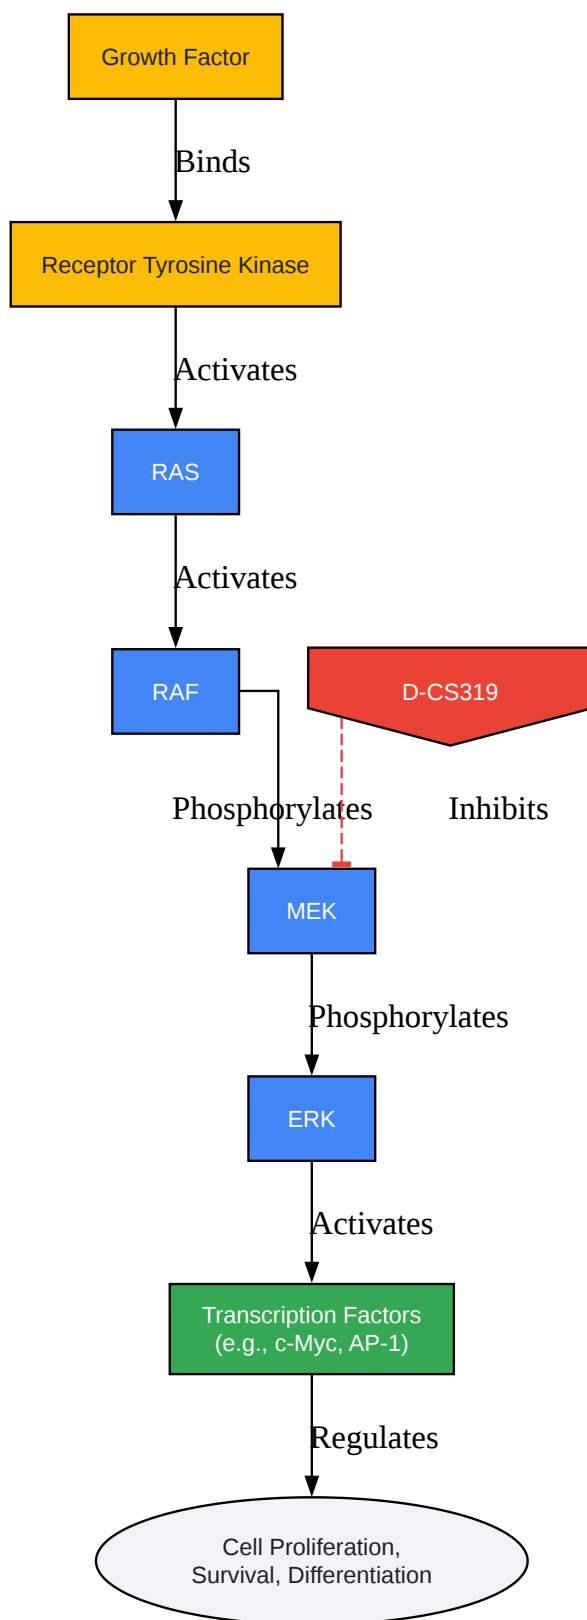 Growth Factor
Binds
Receptor Tyrosine Kinase
Activates
RAS
Activates
RAF
D-CS319
Phosphorylates
Inhibits
MEK
Phosphorylates
ERK
Activates
Transcription Factors
(e.g., c-Myc, AP-1)
Regulates
Cell Proliferation,
Survival, Differentiation